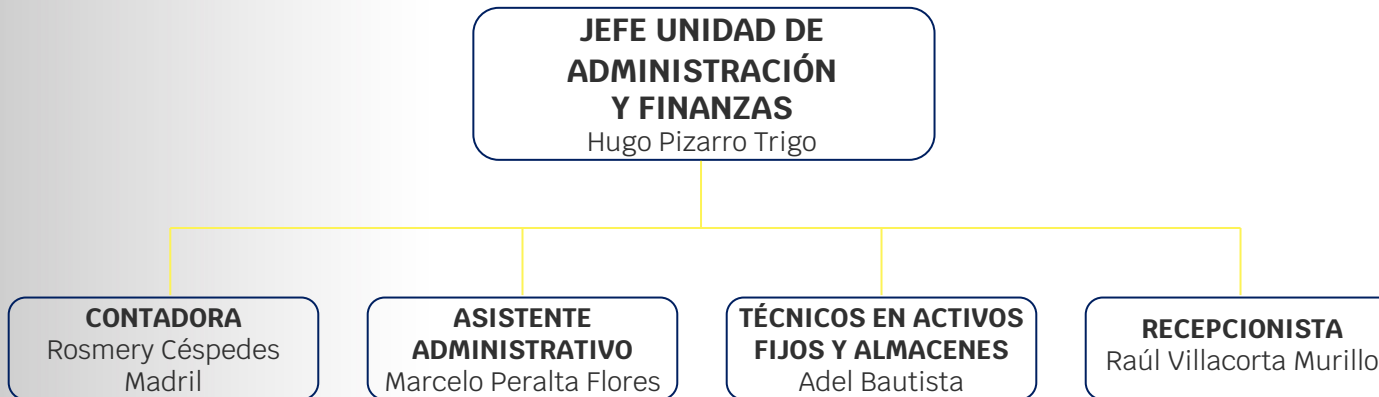 JEFE UNIDAD DE
ADMINISTRACIÓN
Y FINANZAS
Hugo Pizarro Trigo
CONTADORA
Rosmery Céspedes
Madril
ASISTENTE
ADMINISTRATIVO
Marcelo Peralta Flores
TÉCNICOS EN ACTIVOS
FIJOS Y ALMACENES
Adel Bautista
RECEPCIONISTA
Raúl Villacorta Murillo